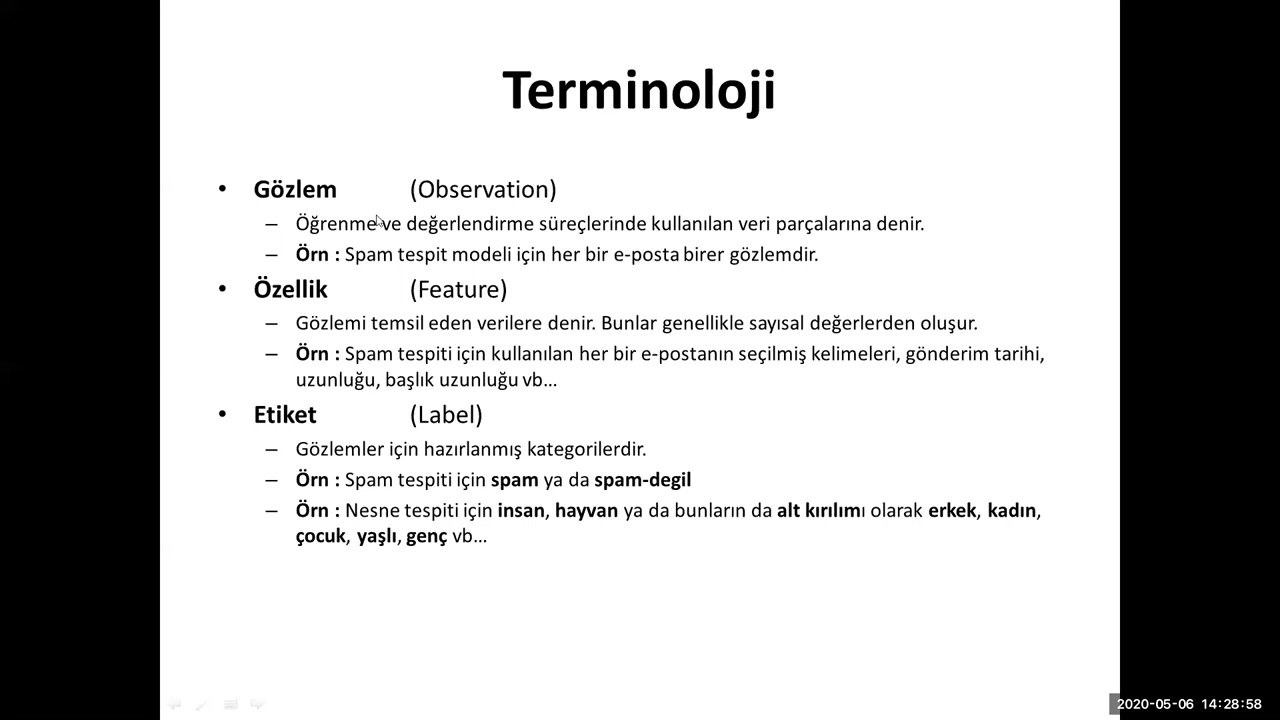 Terminoloji
• Gözlem (Observation)
– Öğrenme ve değerlendirme süreçlerinde kullanılan veri parçalarına denir.
– Örn : Spam tespit modeli için her bir e-posta birer gözlemdir.
• Özellik (Feature)
– Gözlemi temsil eden verilere denir. Bunlar genellikle sayısal değerlerden oluşur.
– Örn : Spam tespiti için kullanılan her bir e-postanın seçilmiş kelimeleri, gönderim tarihi,
uzunluğu, başlık uzunluğu vb…
• Etiket (Label)
– Gözlemler için hazırlanmış kategorilerdir.
– Örn : Spam tespiti için spam ya da spam-degil
– Örn : Nesne tespiti için insan, hayvan ya da bunların da alt kırılımı olarak erkek, kadın,
çocuk, yaşlı, genç vb…
2020-05-06 14:28:58